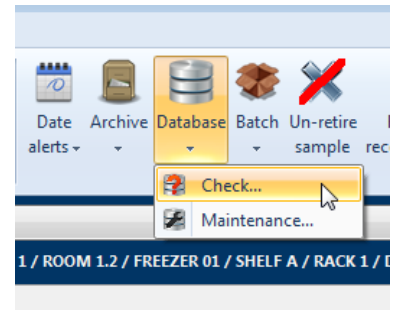 Date Archive Database Batch Un-retire
alerts sample rec
Check...
Maintenance...
1 / ROOM 1.2 / FREEZER 01 / SHELF A / RACK 1 /